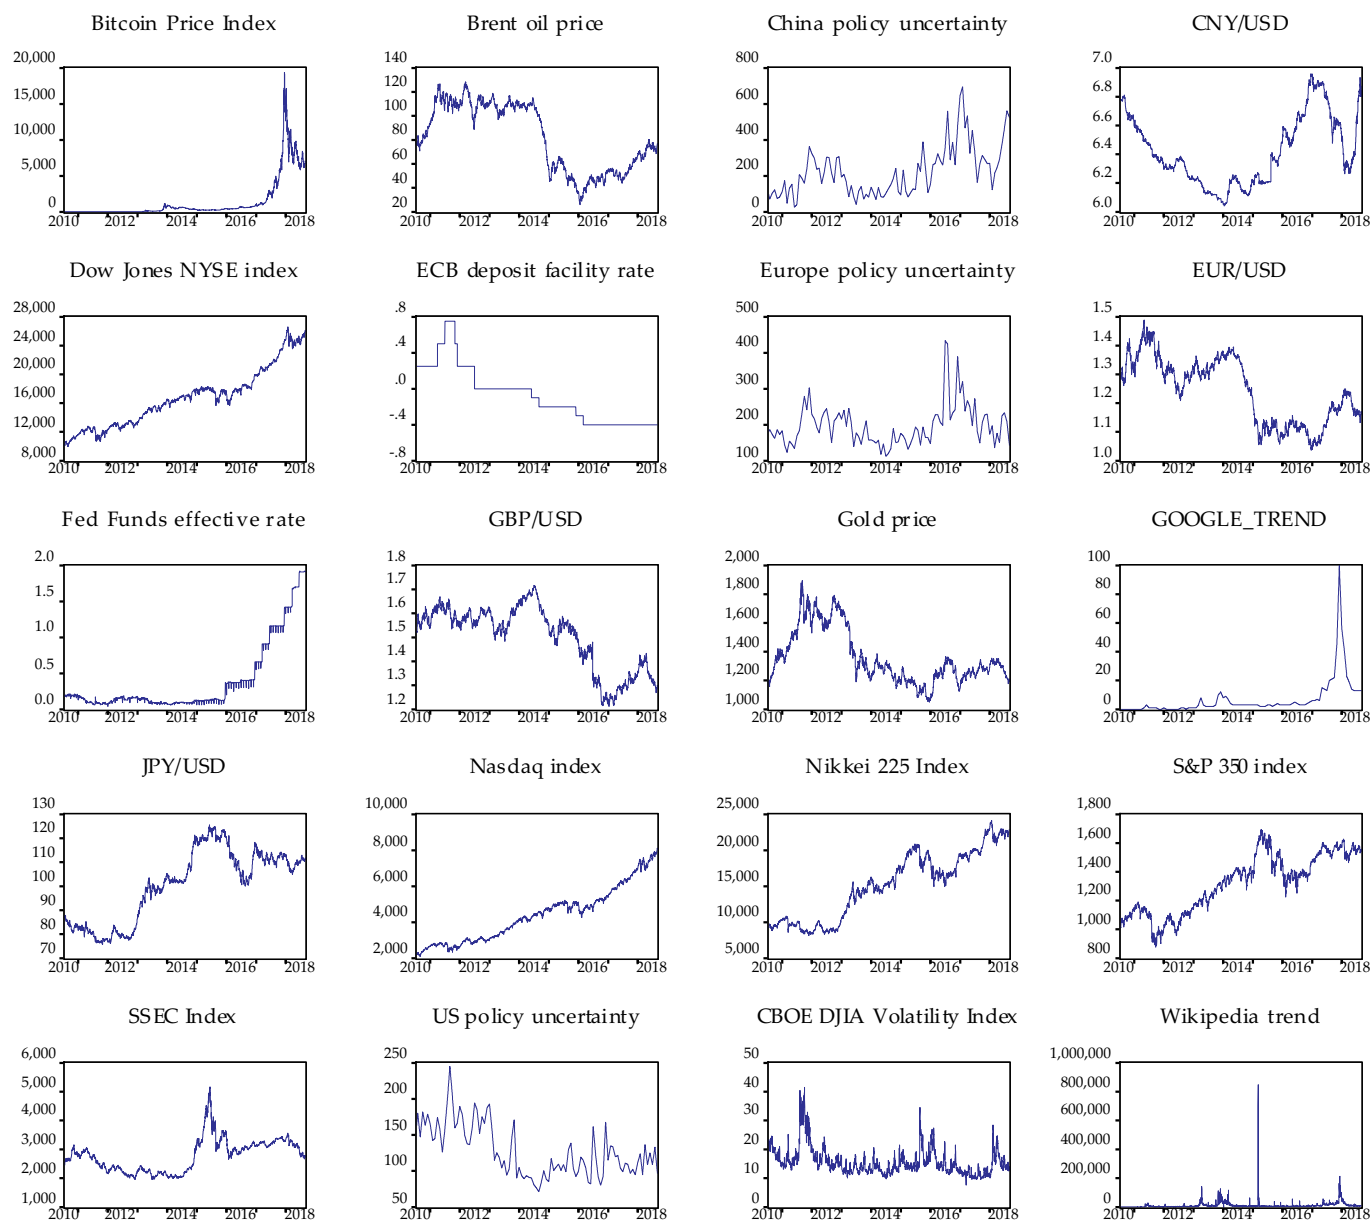 Bitcoin Price Index
20,000
15,000
10,000
5,000
0
2010 2012 2014 2016 2018
Brent oil price
140
120
100
80
60
40
20
2010 2012 2014 2016 2018
China policy uncertainty
800
600
400
200
0
2010 2012 2014 2016 2018
CNY/USD
7.0
6.8
6.6
6.4
6.2
6.0
2010 2012 2014 2016 2018
Dow Jones NYSE index
28,000
24,000
20,000
16,000
12,000
8,000
2010 2012 2014 2016 2018
ECB deposit facility rate
.8
.4
.0
-.4
-.8
2010 2012 2014 2016 2018
Europe policy uncertainty
500
400
300
200
100
2010 2012 2014 2016 2018
EUR/USD
1.5
1.4
1.3
1.2
1.1
1.0
2010 2012 2014 2016 2018
Fed Funds effective rate
2.0
1.5
1.0
0.5
0.0
2010 2012 2014 2016 2018
GBP/USD
1.8
1.7
1.6
1.5
1.4
1.3
1.2
2010 2012 2014 2016 2018
Gold price
2,000
1,800
1,600
1,400
1,200
1,000
2010 2012 2014 2016 2018
GOOGLE_TREND
100
80
60
40
20
0
2010 2012 2014 2016 2018
JPY/USD
130
120
110
100
90
80
70
2010 2012 2014 2016 2018
Nasdaq index
10,000
8,000
6,000
4,000
2,000
2010 2012 2014 2016 2018
Nikkei 225 Index
25,000
20,000
15,000
10,000
5,000
2010 2012 2014 2016 2018
S&P 350 index
1,800
1,600
1,400
1,200
1,000
800
2010 2012 2014 2016 2018
SSEC Index
6,000
5,000
4,000
3,000
2,000
1,000
2010 2012 2014 2016 2018
US policy uncertainty
250
200
150
100
50
2010 2012 2014 2016 2018
CBOE DJIA Volatility Index
50
40
30
20
10
0
2010 2012 2014 2016 2018
Wikipedia trend
1,000,000
800,000
600,000
400,000
200,000
0
2010 2012 2014 2016 2018